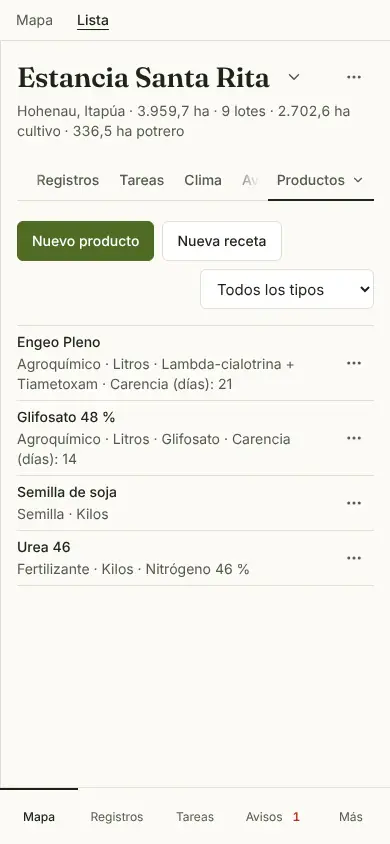 Mapa Lista
Estancia Santa Rita
Hohenau, Itapúa · 3.959,7 ha · 9 lotes · 2.702,6 ha
cultivo · 336,5 ha potrero
Registros Tareas Clima Av Productos
Nuevo producto Nueva receta
Todos los tipos
Engeo Pleno
Agroquímico · Litros · Lambda-cialotrina +
Tiametoxam · Carencia (días): 21
Glifosato 48 %
Agroquímico · Litros · Glifosato · Carencia
(días): 14
Semilla de soja
Semilla · Kilos
Urea 46
Fertilizante · Kilos · Nitrógeno 46 %
Mapa Registros Tareas Avisos 1 Más